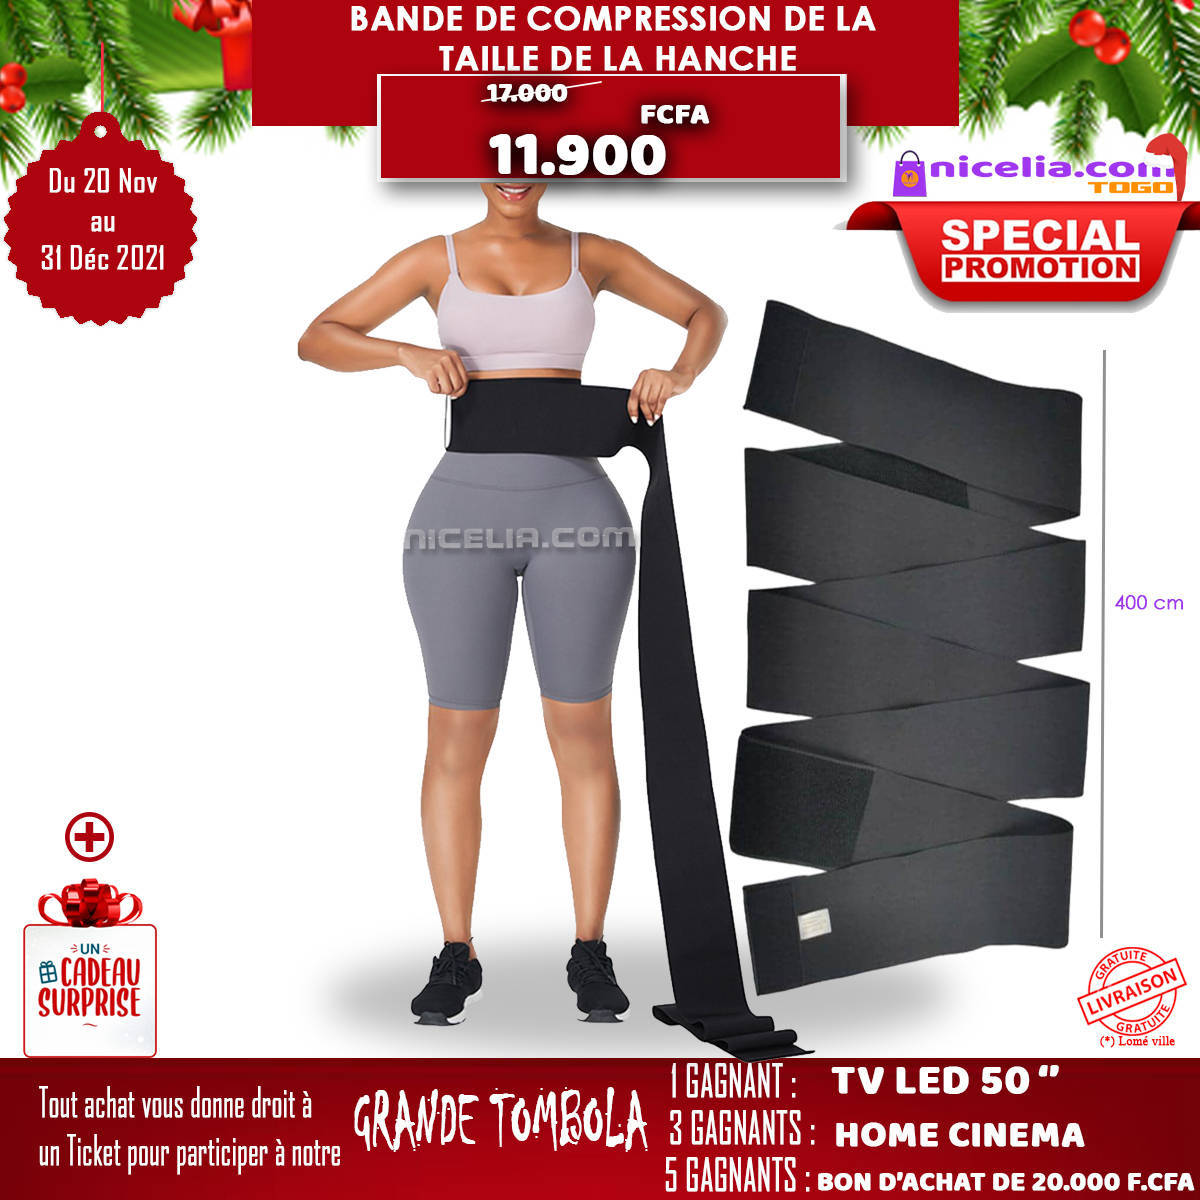 BANDE DE COMPRESSION DE LA
TAILLE DE LA HANCHE
17.000
FCFA
11.900
Du 20 Nov
au
31 Déc 2021
nicelia.com
TOGO
SPECIAL
PROMOTION
NICELIA.COM
400 cm
UN
CADEAU
SURPRISE
GRATUITE
LIVRAISON
GRATUITE
(*) Lomé ville
Tout achat vous donne droit à
un Ticket pour participer à notre
GRANDE TOMBOLA
1 GAGNANT : TV LED 50 ’’
3 GAGNANTS : HOME CINEMA
5 GAGNANTS : BON D’ACHAT DE 20.000 F.CFA